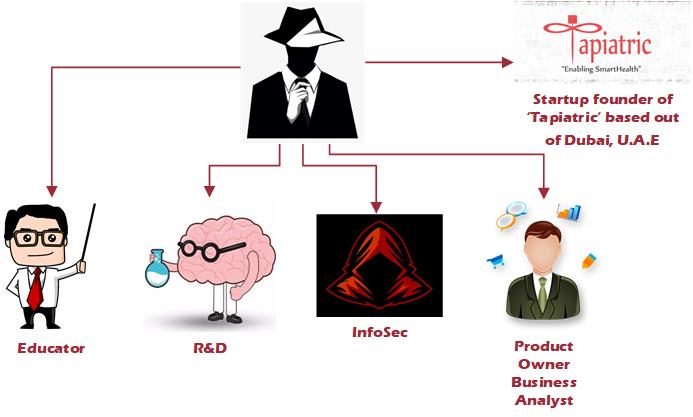 Tapiatric
"Enabling SmartHealth"
Startup founder of
'Tapiatric' based out
of Dubai, U.A.E
Educator
R&D
InfoSec
Product
Owner
Business
Analyst